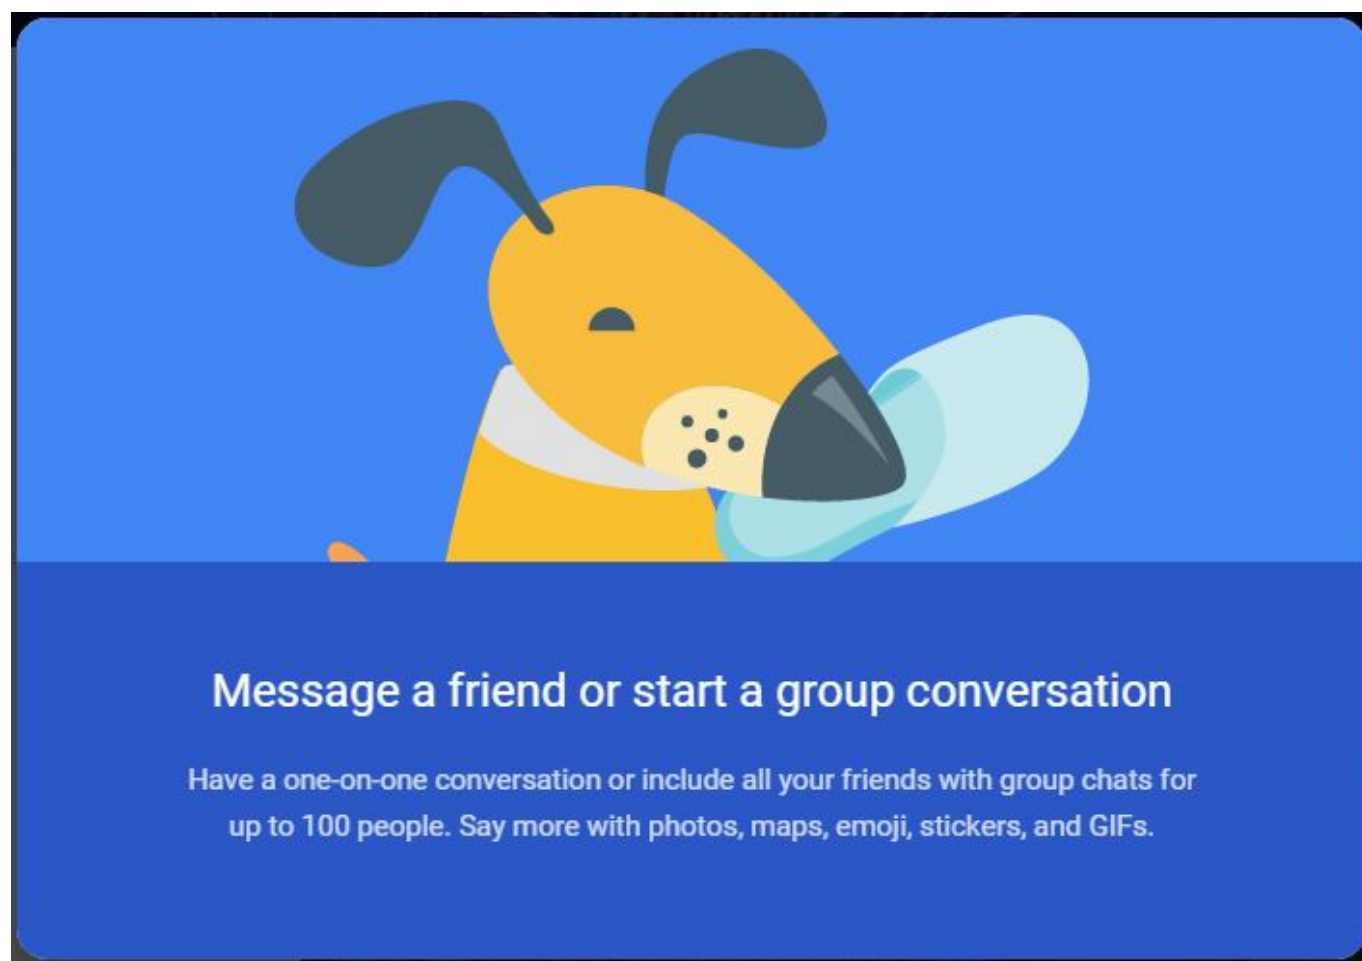 Message a friend or start a group conversation
Have a one-on-one conversation or include all your friends with group chats for
up to 100 people. Say more with photos, maps, emoji, stickers, and GIFs.